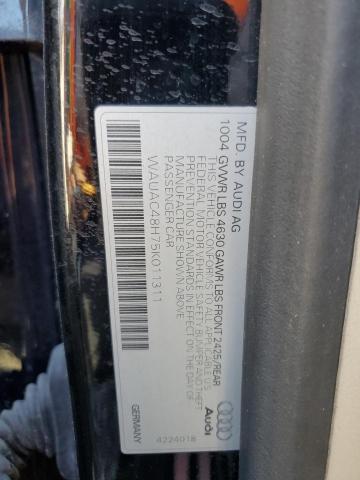 MFD. BY AUDI AG
1004 GVWR LBS 4630 GAWR LBS FRONT 2425/REAR
THIS VEHICLE CONFORMS TO ALL APPLICABLE U.S.
FEDERAL MOTOR VEHICLE SAFETY BUMPER AND THEFT
PREVENTION STANDARDS IN EFFECT ON THE DATE OF
MANUFACTURE SHOWN ABOVE
PASSENGER CAR
WAUAC48H75K011311
Audi
4224018
GERMANY